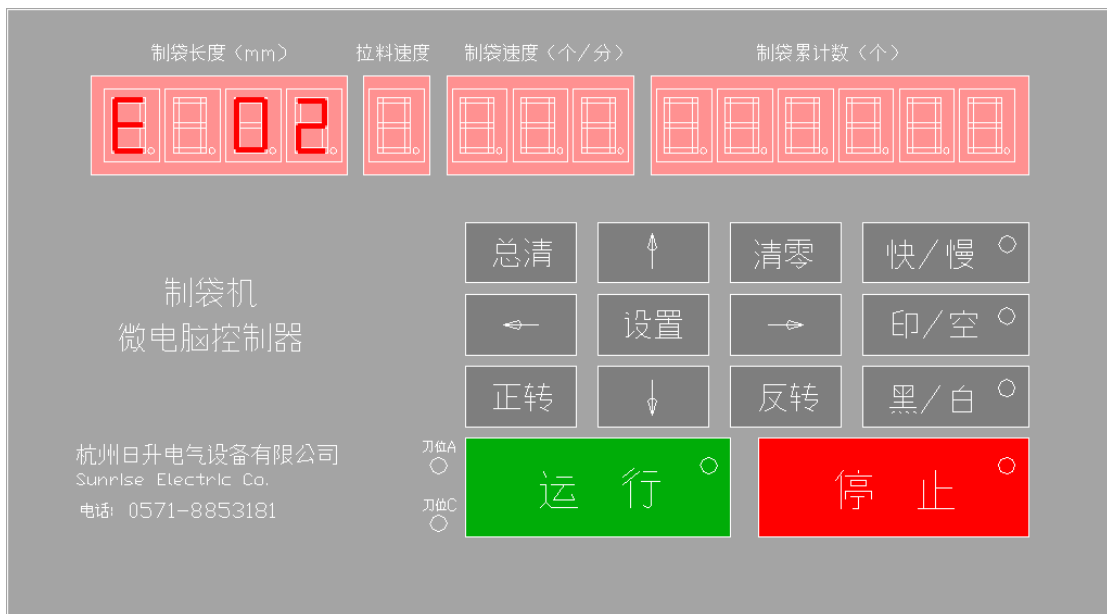 制袋长度（mm） 拉料速度 制袋速度（个/分） 制袋累计数（个）
E 02
总清 清零 快/慢
制袋机
设置 印/空
微电脑控制器
正转 反转 黑/白
杭州日升电气设备有限公司
Sunrise Electric Co.
电话: 0571-8853181
刀位A
刀位C
运行 停止